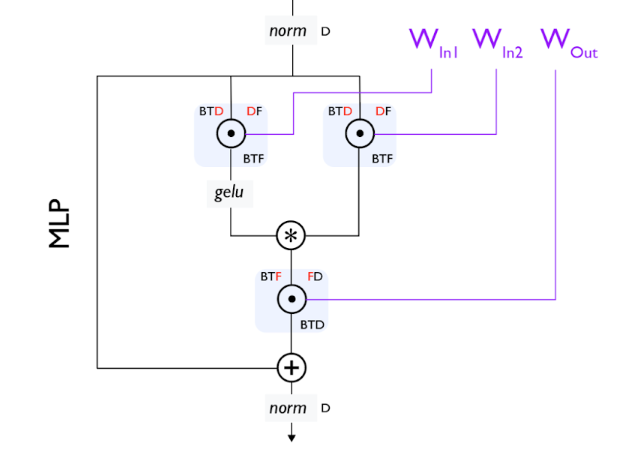 norm D
W In1 W In2 W Out
BTD DF BTD DF
BTF BTF
gelu
MLP
*
BTF FD
BTD
+
norm D